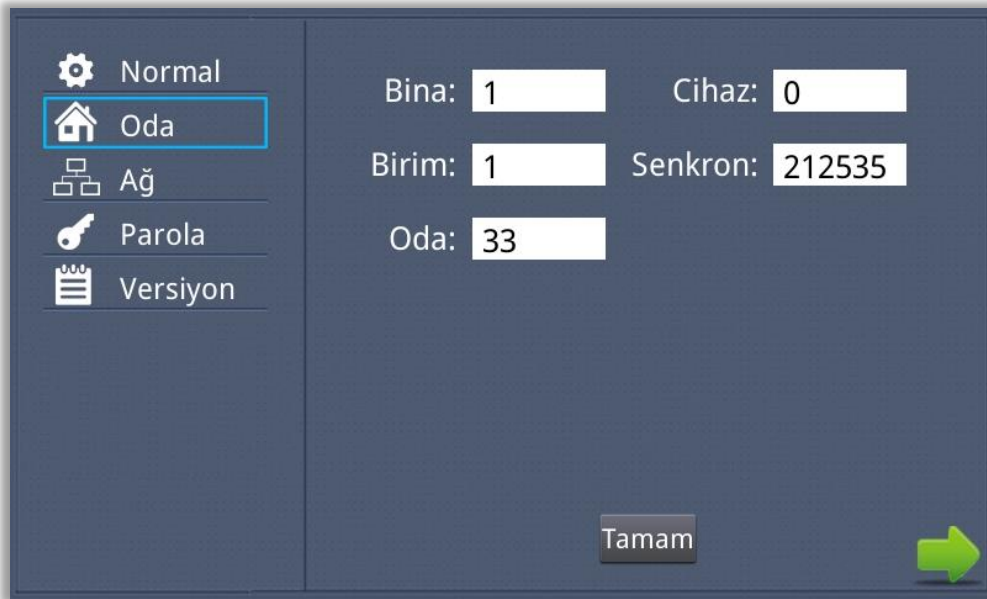 Normal
Oda
Ağ
Parola
Versiyon
Bina: 1 Cihaz: 0
Birim: 1 Senkron: 212535
Oda: 33
Tamam